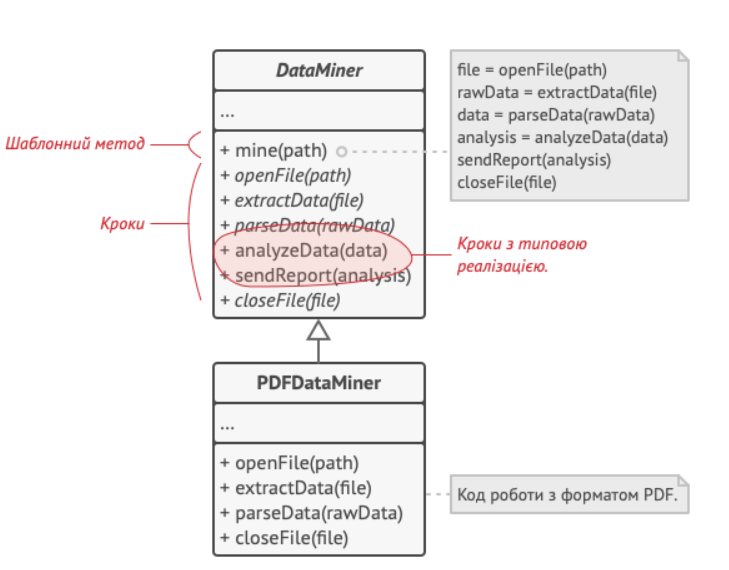 DataMiner
...
Шаблонний метод
+ mine(path)
+ openFile(path)
+ extractData(file)
+ parseData(rawData)
+ analyzeData(data)
+ sendReport(analysis)
+ closeFile(file)
Кроки
file = openFile(path)
rawData = extractData(file)
data = parseData(rawData)
analysis = analyzeData(data)
sendReport(analysis)
closeFile(file)
Кроки з типовою
реалізацією.
PDFDataMiner
...
+ openFile(path)
+ extractData(file)
+ parseData(rawData)
+ closeFile(file)
Код роботи з форматом PDF.